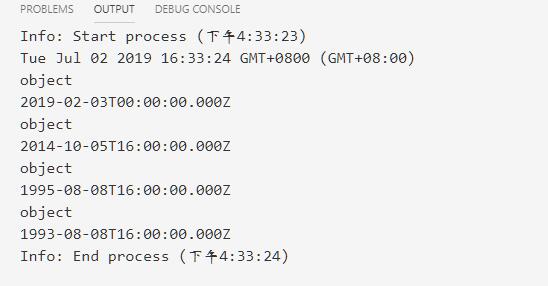 PROBLEMS OUTPUT DEBUG CONSOLE
Info: Start process (下午4:33:23)
Tue Jul 02 2019 16:33:24 GMT+0800 (GMT+08:00)
object
2019-02-03T00:00:00.000Z
object
2014-10-05T16:00:00.000Z
object
1995-08-08T16:00:00.000Z
object
1993-08-08T16:00:00.000Z
Info: End process (下午4:33:24)